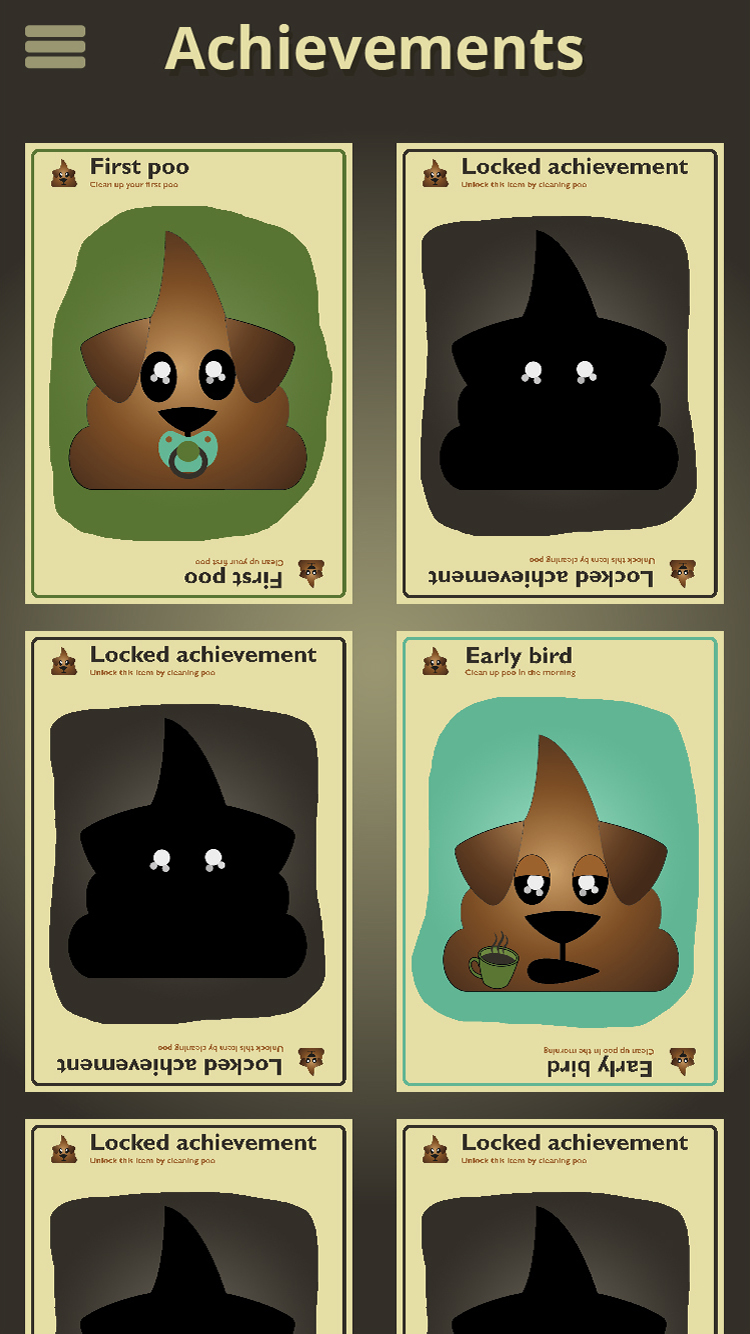 Achievements
First poo
Clean up your first poo
Clean up your first poo
First poo
Locked achievement
Unlock this item by cleaning poo
Unlock this icons by cleaning poo
Locked achievement
Locked achievement
Unlock this item by cleaning poo
Unlock this icons by cleaning poo
Locked achievement
Early bird
Clean up poo in the morning
Clean up poo in the morning
Early bird
Locked achievement
Unlock this item by cleaning poo
Locked achievement
Unlock this item by cleaning poo